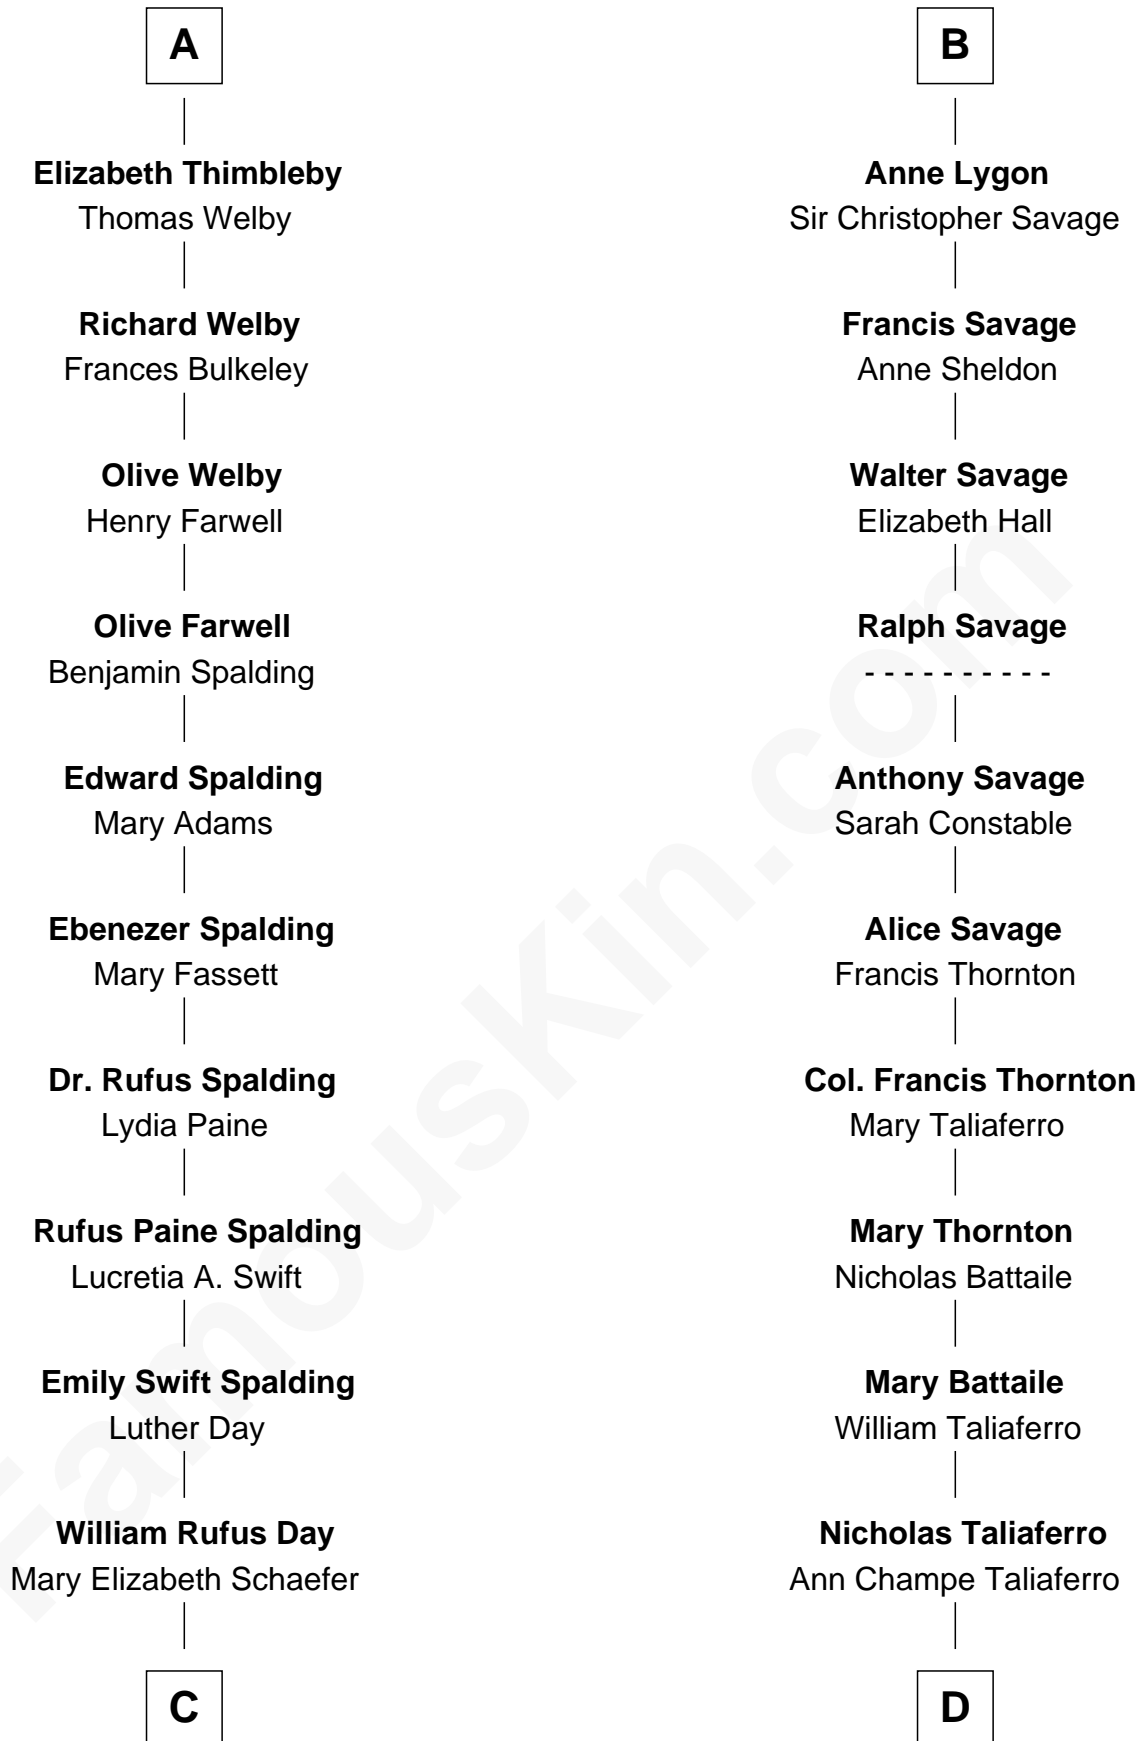 A
Elizabeth Thimbleby
Thomas Welby
Richard Welby
Frances Bulkeley
Olive Welby
Henry Farwell
Olive Farwell
Benjamin Spalding
Edward Spalding
Mary Adams
Ebenezer Spalding
Mary Fassett
Dr. Rufus Spalding
Lydia Paine
Rufus Paine Spalding
Lucretia A. Swift
Emily Swift Spalding
Luther Day
William Rufus Day
Mary Elizabeth Schaefer
C
B
Anne Lygon
Sir Christopher Savage
Francis Savage
Anne Sheldon
Walter Savage
Elizabeth Hall
Ralph Savage
- - - - - - - - - -
Anthony Savage
Sarah Constable
Alice Savage
Francis Thornton
Col. Francis Thornton
Mary Taliaferro
Mary Thornton
Nicholas Battaile
Mary Battaile
William Taliaferro
Nicholas Taliaferro
Ann Champe Taliaferro
D
FamousKin.com